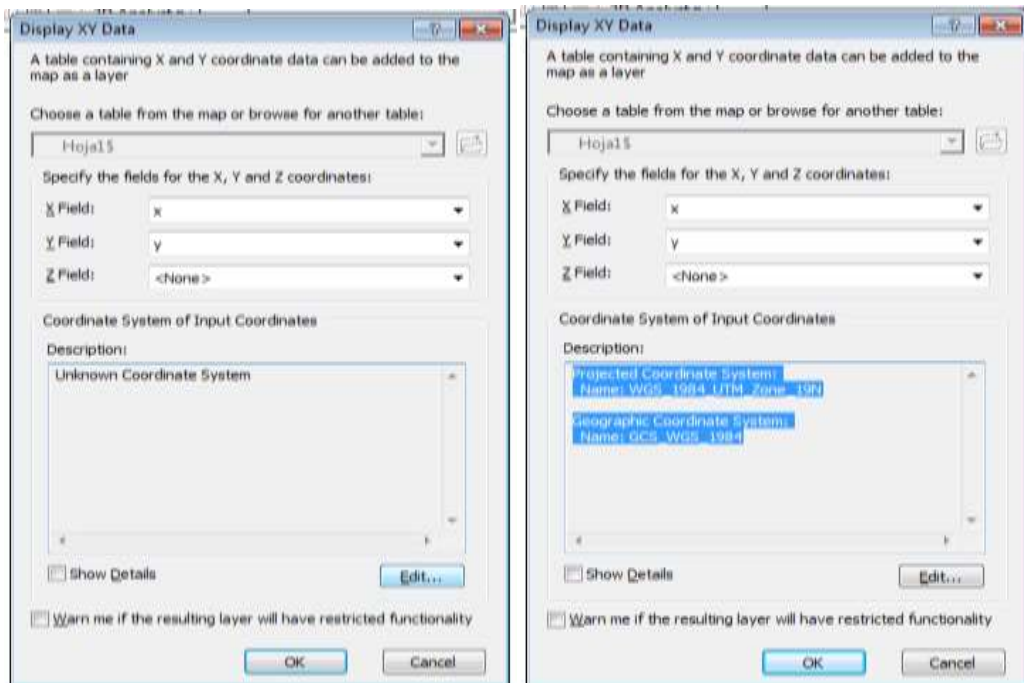 Display XY Data
A table containing X and Y coordinate data can be added to the
map as a layer
Choose a table from the map or browse for another table:
Hoja1$
Specify the fields for the X, Y and Z coordinates:
X Field: x
Y Field: y
Z Field: <None>
Coordinate System of Input Coordinates
Description:
Unknown Coordinate System
Show Details
Edit...
Warn me if the resulting layer will have restricted functionality
OK Cancel
Display XY Data
A table containing X and Y coordinate data can be added to the
map as a layer
Choose a table from the map or browse for another table:
Hoja1$
Specify the fields for the X, Y and Z coordinates:
X Field: x
Y Field: y
Z Field: <None>
Coordinate System of Input Coordinates
Description:
Projected Coordinate System:
Name: WGS_1984_UTM_Zone_19N
Geographic Coordinate System:
Name: GCS_WGS_1984
Show Details
Edit...
Warn me if the resulting layer will have restricted functionality
OK Cancel